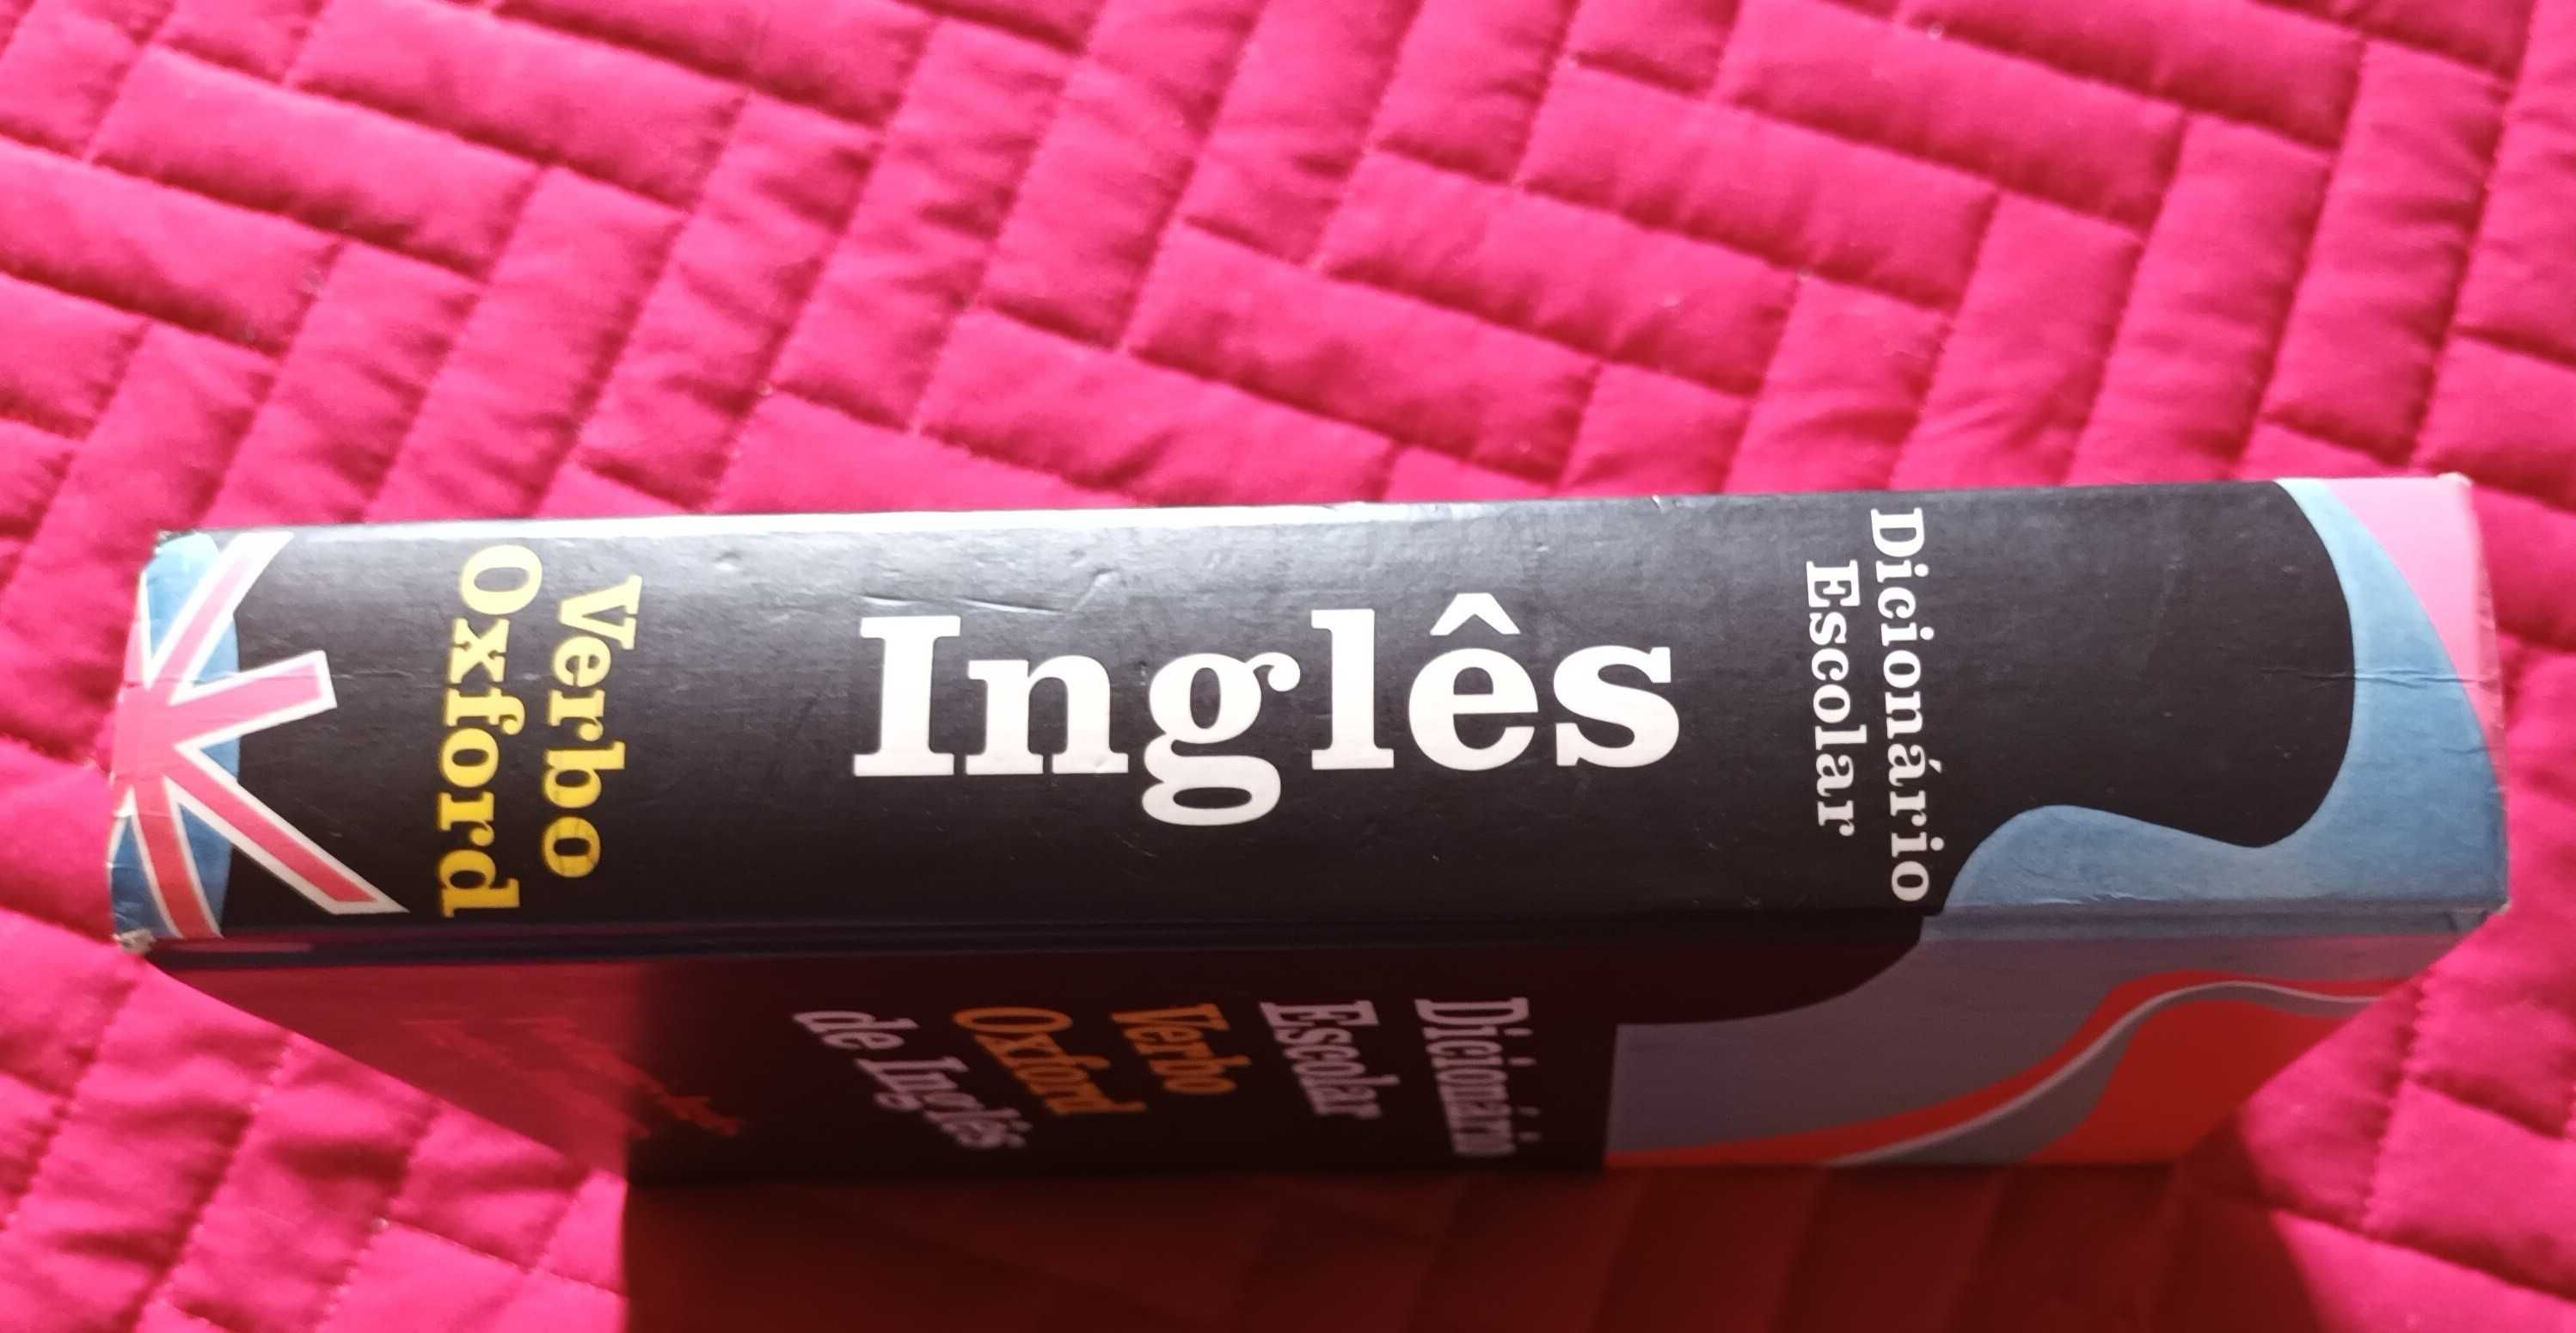 Dicionário
Escolar
Inglês
Verbo
Oxford
Dicionário
Escolar
Verbo
Oxford
de Inglês